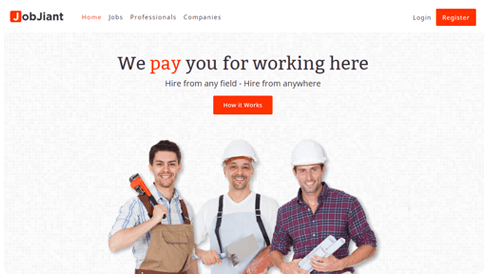 JobJiant
Home Jobs Professionals Companies
Login Register
We pay you for working here
Hire from any field - Hire from anywhere
How it Works